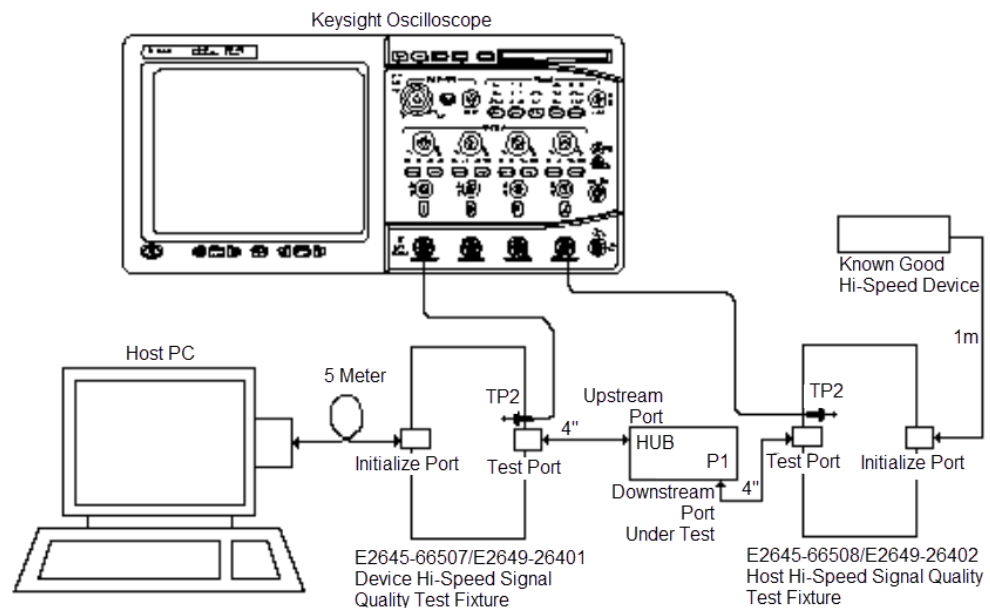 Keysight Oscilloscope
Known Good
Hi-Speed Device
1m
Host PC
5 Meter
TP2
Upstream
Port
TP2
4"
HUB
P1
Initialize Port
Test Port
Test Port
Initialize Port
4"
Downstream
Port
Under Test
E2645-66507/E2649-26401
Device Hi-Speed Signal
Quality Test Fixture
E2645-66508/E2649-26402
Host Hi-Speed Signal Quality
Test Fixture